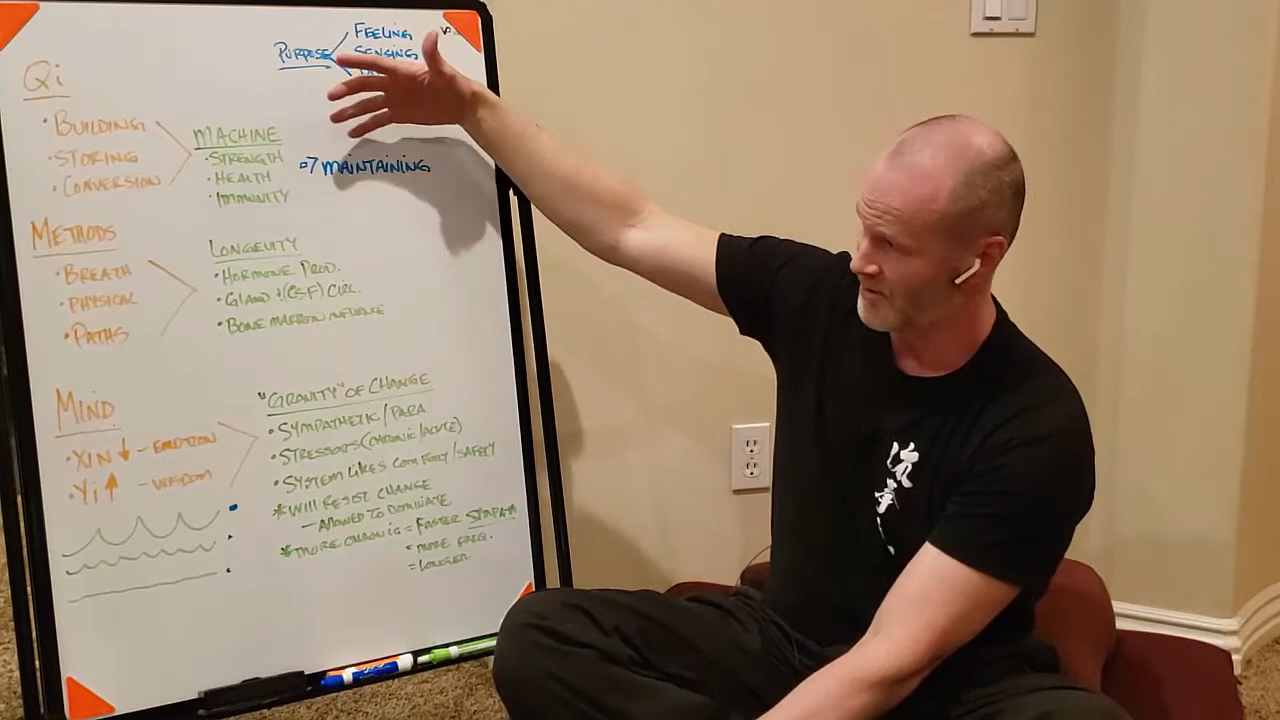 PURPOSE
FEELING
SENSING
Qi
• BUILDING
• STORING
• CONVERSION
MACHINE
• STRENGTH
• HEALTH
• IMMUNITY
MAINTAINING
METHODS
• BREATH
• PHYSICAL
• PATHS
LONGEVITY
• HORMONE PROD.
• GLAND (CSF) CIRC.
• BONE MARROW INFLUENCE
MIND
• XIN ↓ - EMOTION
• Yi ↑ - WISDOM
"GRAVITY" OF CHANGE
• SYMPATHETIC/PARA
• STRESSORS (CHRONIC/ACUTE)
• SYSTEM LIKES COMFORT/SAFETY
* WILL RESIST CHANGE
- ALLOWED TO DOMINATE
* MORE CHRONIC = FASTER SYMPATH
= MORE FREQ.
= LONGER